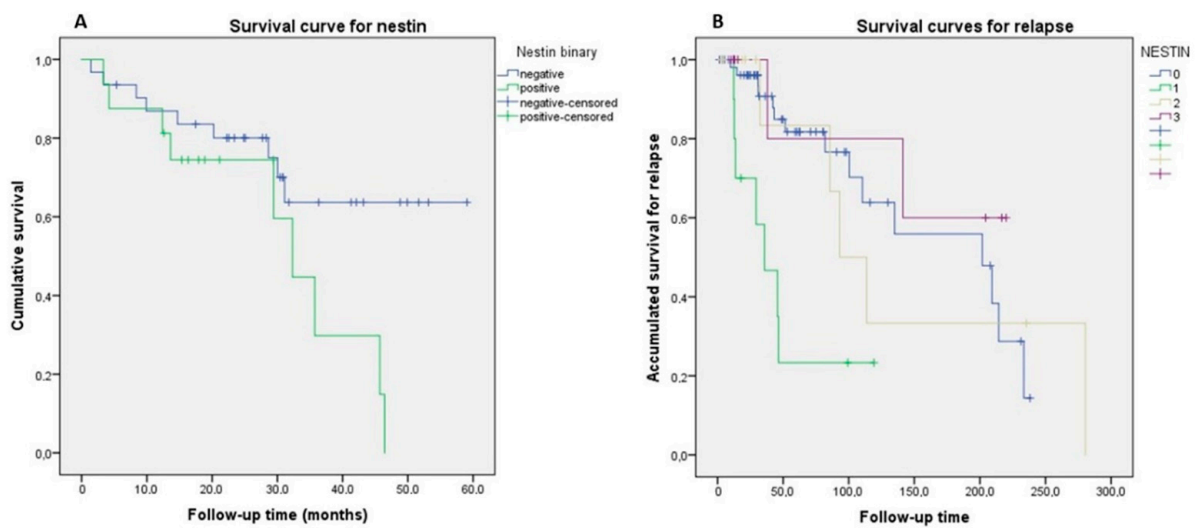 A
Survival curve for nestin
Nestin binary
negative
positive
negative-censored
positive-censored
1,0
0,8
0,6
0,4
0,2
0,0
Cumulative survival
0
10,0
20,0
30,0
40,0
50,0
60,0
Follow-up time (months)
B
Survival curves for relapse
NESTIN
0
1
2
3
1,0
0,8
0,6
0,4
0,2
0,0
Accumulated survival for relapse
0
50,0
100,0
150,0
200,0
250,0
300,0
Follow-up time